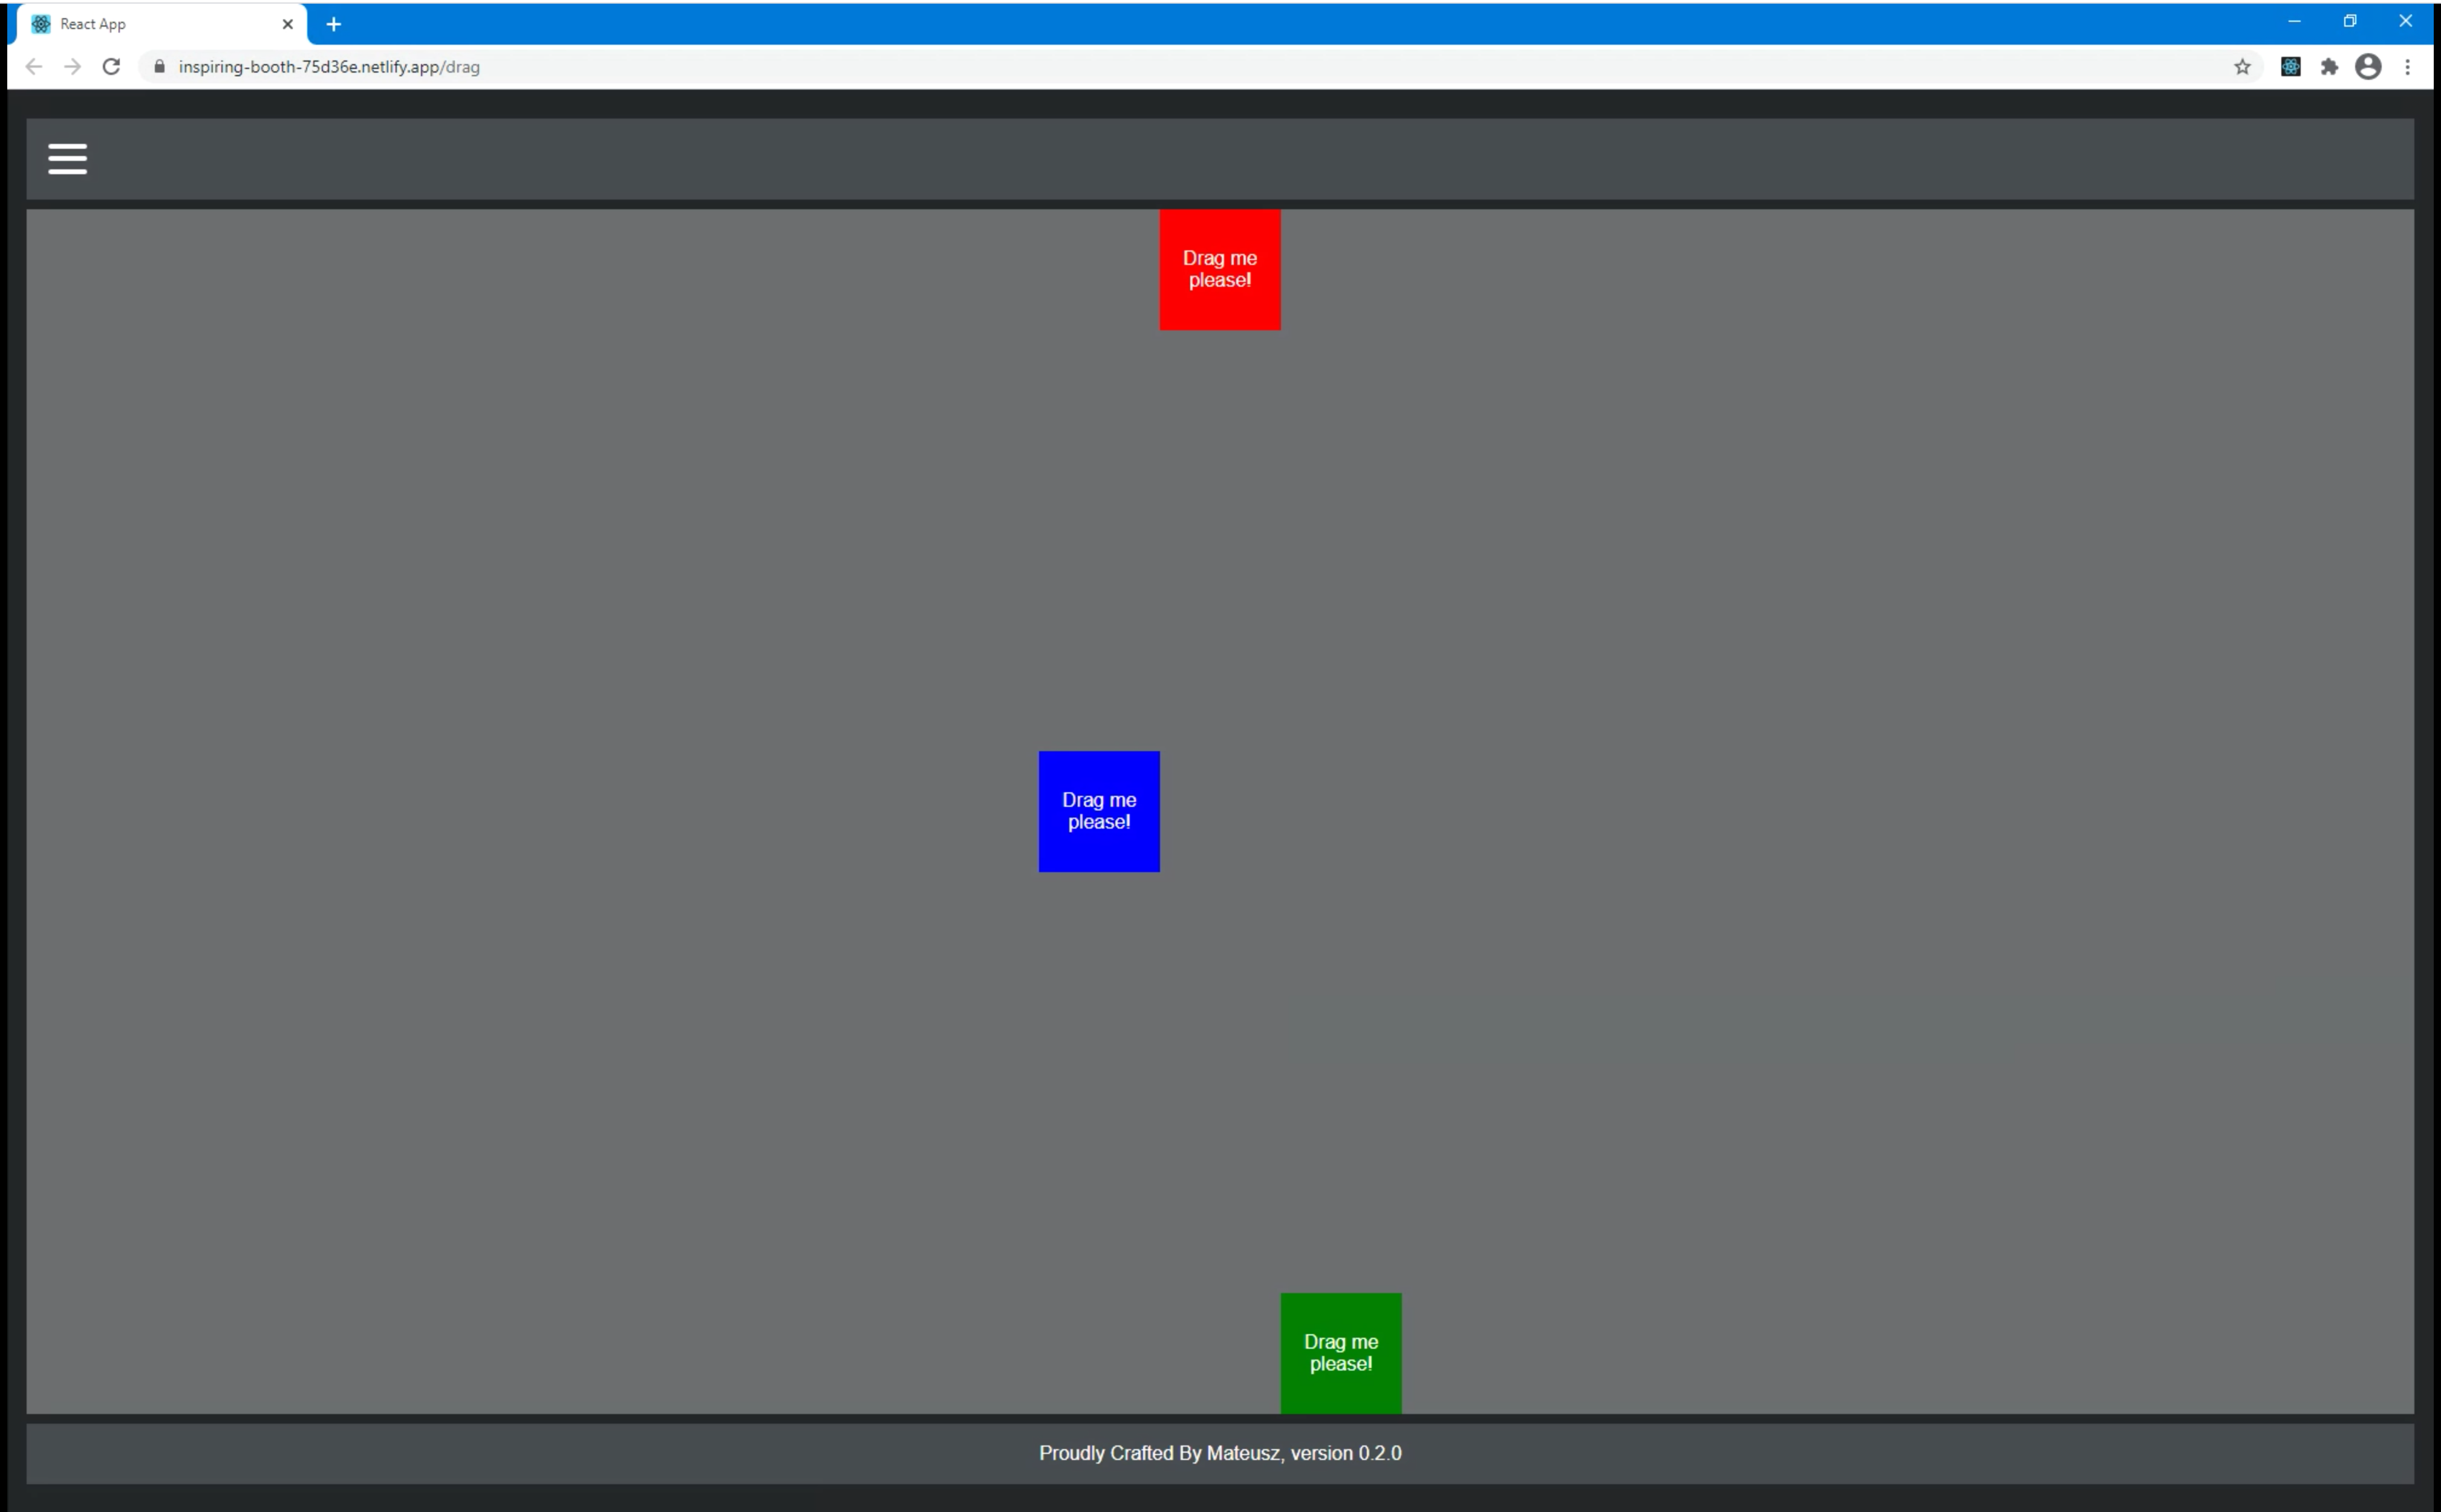 React App
inspiring-booth-75d36e.netlify.app/drag
Drag me
please!
Drag me
please!
Drag me
please!
Proudly Crafted By Mateusz, version 0.2.0